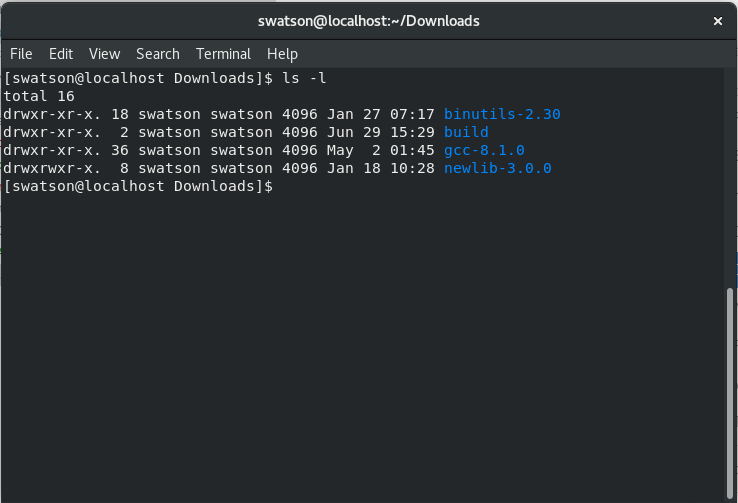 swatson@localhost:~/Downloads ×
File Edit View Search Terminal Help
[swatson@localhost Downloads]$ ls -l
total 16
drwxr-xr-x. 18 swatson swatson 4096 Jan 27 07:17 binutils-2.30
drwxr-xr-x.  2 swatson swatson 4096 Jun 29 15:29 build
drwxr-xr-x. 36 swatson swatson 4096 May  2 01:45 gcc-8.1.0
drwxrwxr-x.  8 swatson swatson 4096 Jan 18 10:28 newlib-3.0.0
[swatson@localhost Downloads]$